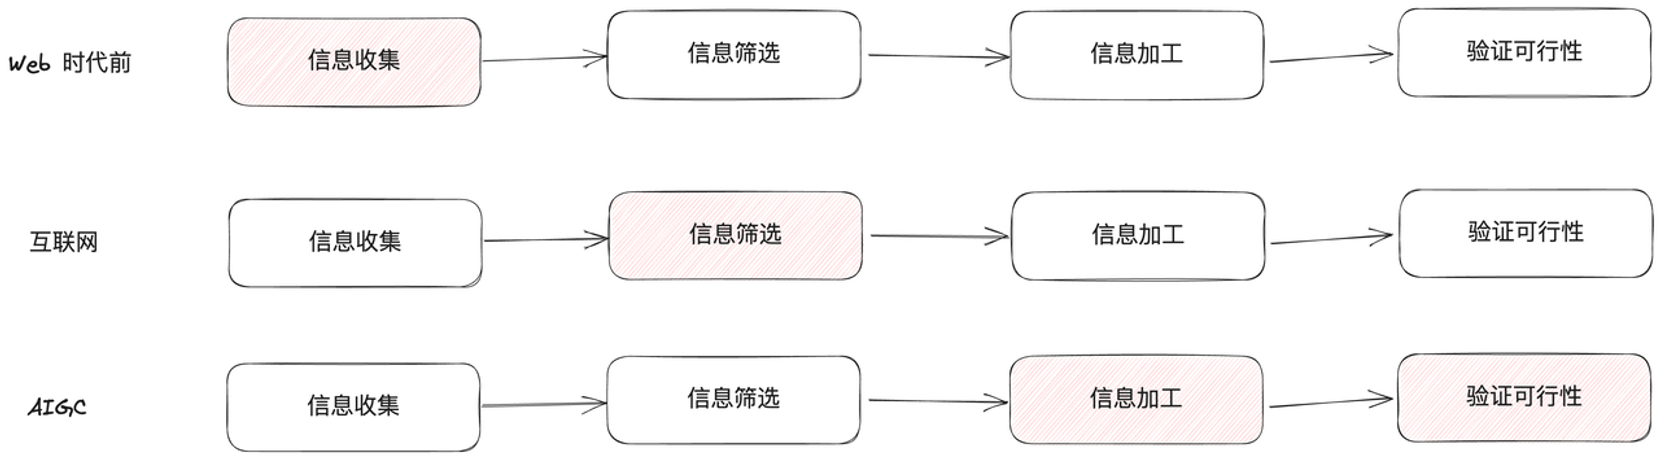 Web 时代前
信息收集
信息筛选
信息加工
验证可行性
互联网
信息收集
信息筛选
信息加工
验证可行性
AIGC
信息收集
信息筛选
信息加工
验证可行性